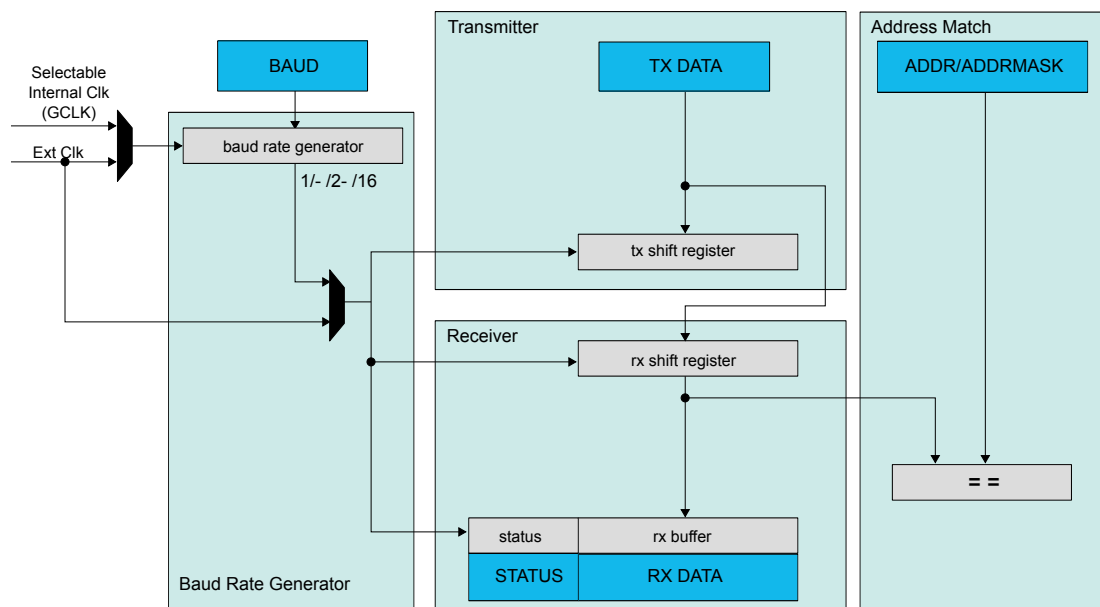 Transmitter
Address Match
BAUD
TX DATA
ADDR/ADDRMASK
Selectable
Internal Clk
(GCLK)
Ext Clk
baud rate generator
1/- /2- /16
tx shift register
Receiver
rx shift register
= =
status
rx buffer
STATUS
RX DATA
Baud Rate Generator